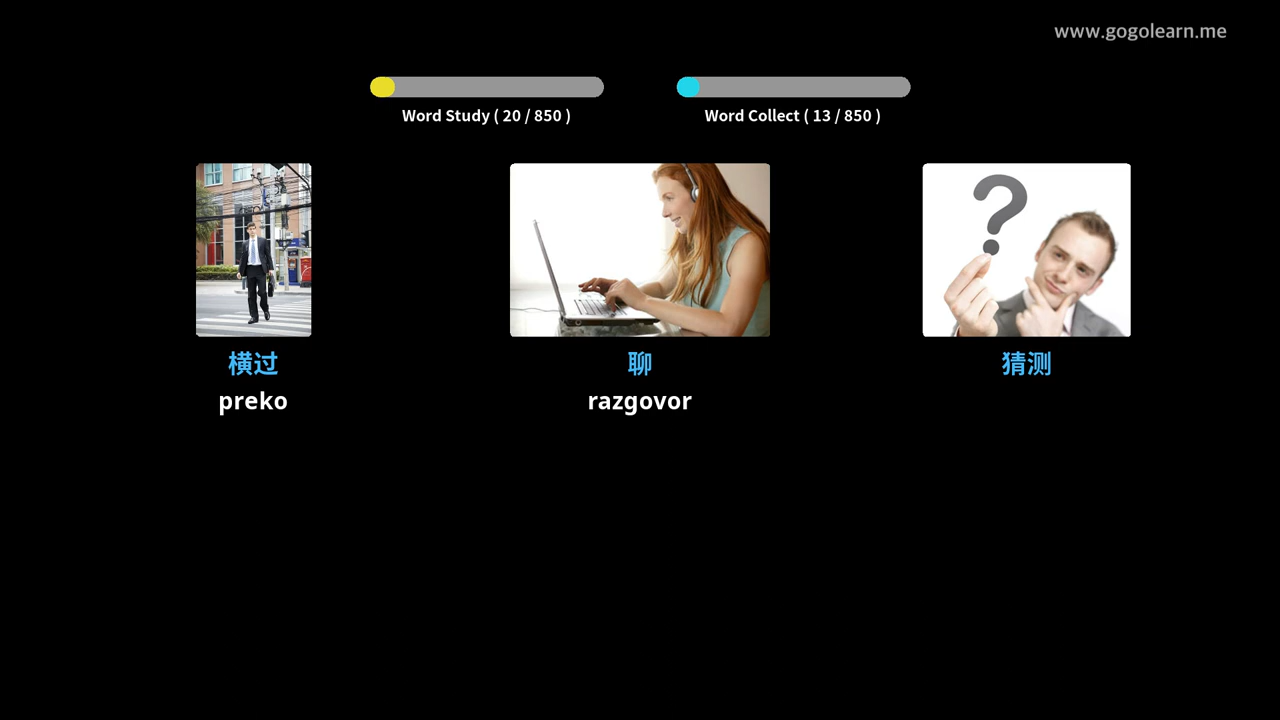 www.gogolearn.me
Word Study ( 20 / 850 )
Word Collect ( 13 / 850 )
横过
preko
聊
razgovor
猜测